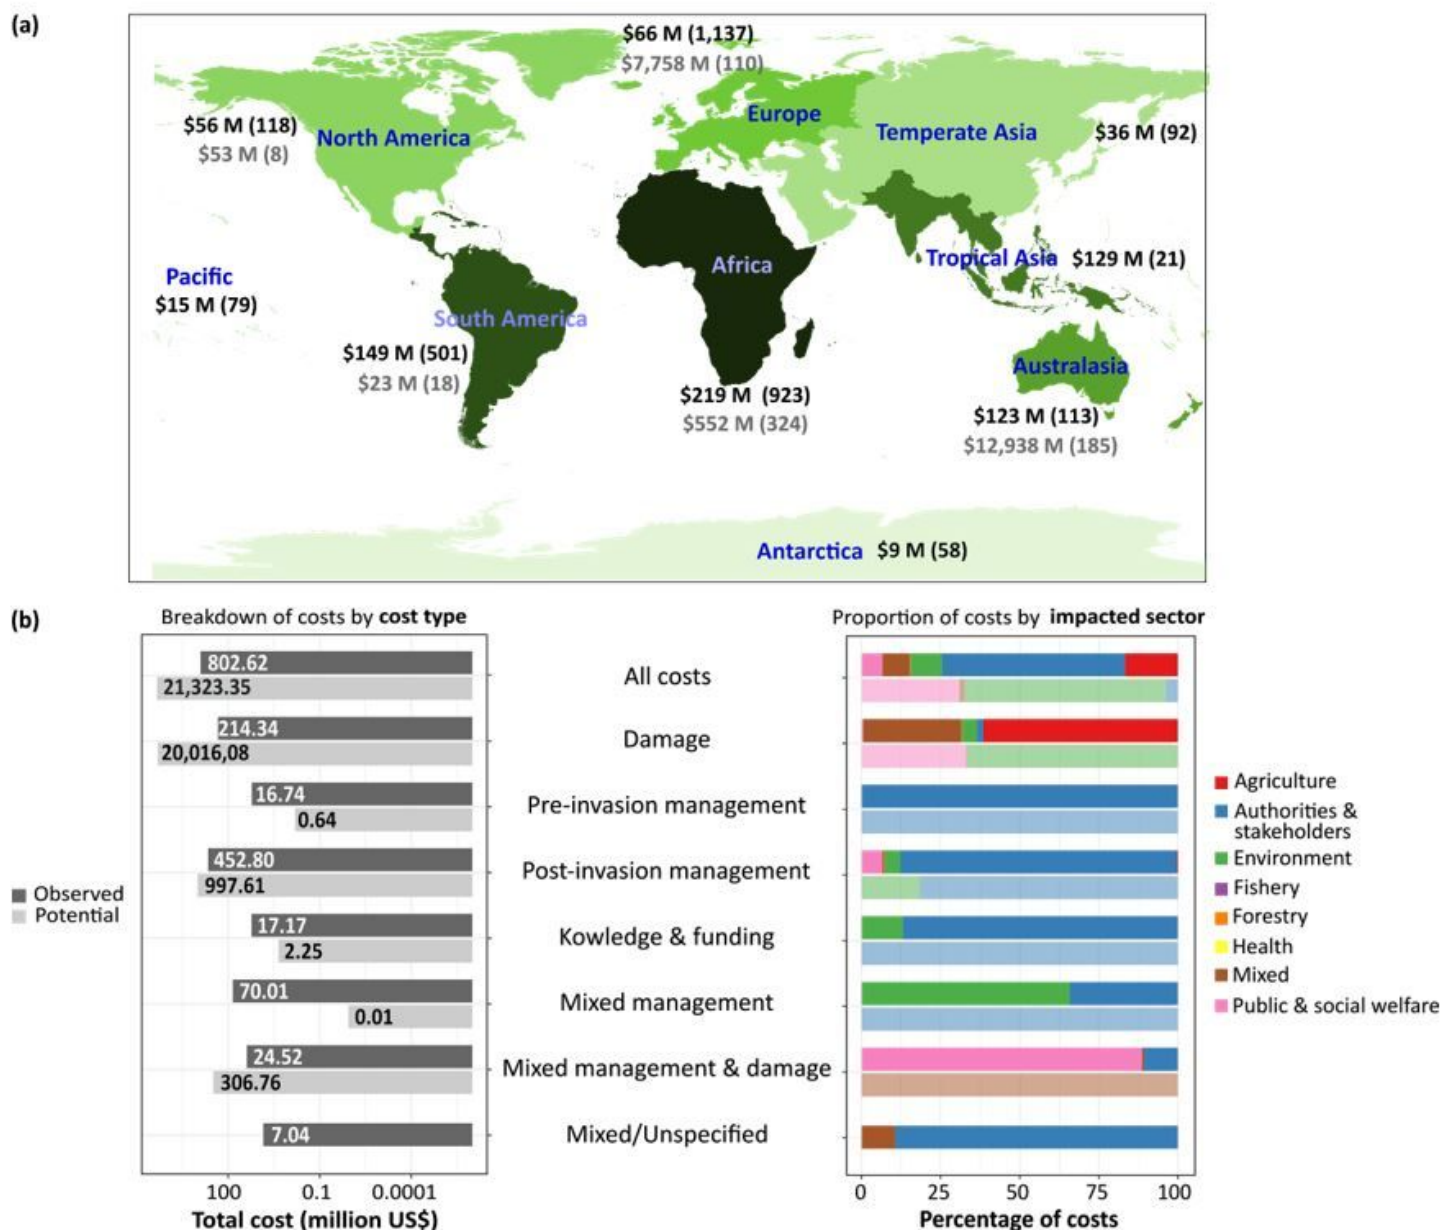 (a)
$66 M (1,137)
$7,758 M (110)
Europe
$56 M (118)
$53 M (8)
North America
Temperate Asia
$36 M (92)
Africa
Tropical Asia
$129 M (21)
Pacific
$15 M (79)
South America
$149 M (501)
$23 M (18)
$219 M (923)
$552 M (324)
Australasia
$123 M (113)
$12,938 M (185)
Antarctica
$9 M (58)
(b)
Breakdown of costs by cost type
Proportion of costs by impacted sector
802.62
21,323.35
All costs
214.34
20,016,08
Damage
16.74
0.64
Pre-invasion management
452.80
997.61
Post-invasion management
17.17
2.25
Kowledge & funding
70.01
0.01
Mixed management
24.52
306.76
Mixed management & damage
7.04
Mixed/Unspecified
Observed
Potential
Agriculture
Authorities &
stakeholders
Environment
Fishery
Forestry
Health
Mixed
Public & social welfare
100 0.1 0.0001
Total cost (million US$)
0 25 50 75 100
Percentage of costs